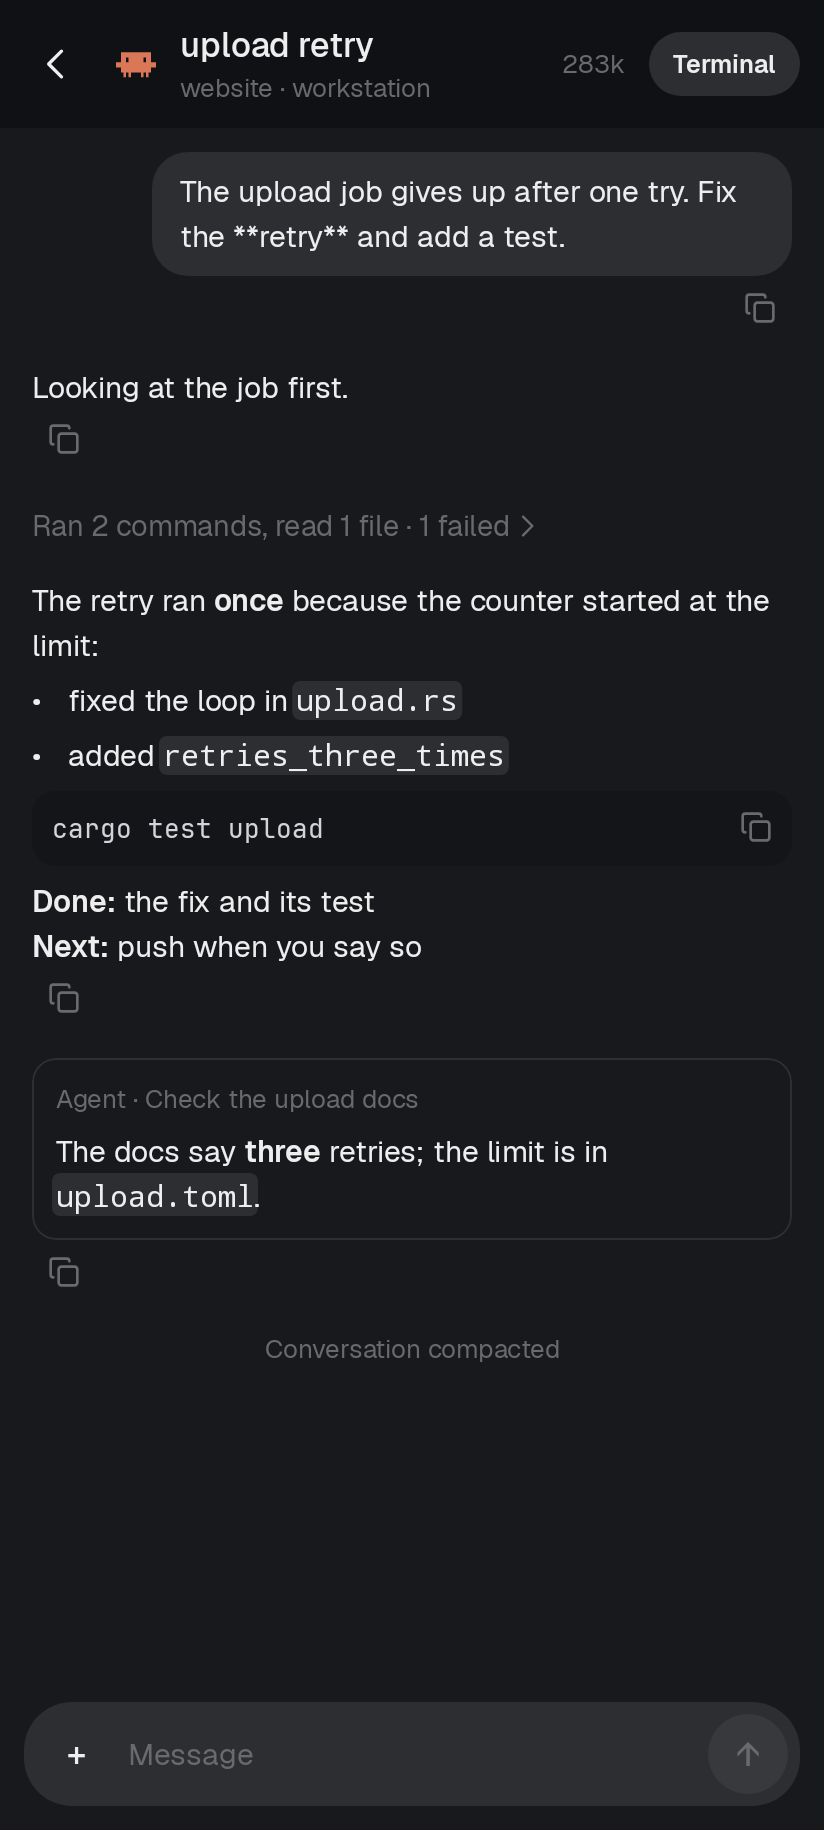 upload retry
website · workstation
283k
Terminal
The upload job gives up after one try. Fix
the **retry** and add a test.
Looking at the job first.
Ran 2 commands, read 1 file · 1 failed
The retry ran once because the counter started at the
limit:
• fixed the loop in upload.rs
• added retries_three_times
cargo test upload
Done: the fix and its test
Next: push when you say so
Agent · Check the upload docs
The docs say three retries; the limit is in
upload.toml.
Conversation compacted
+ Message